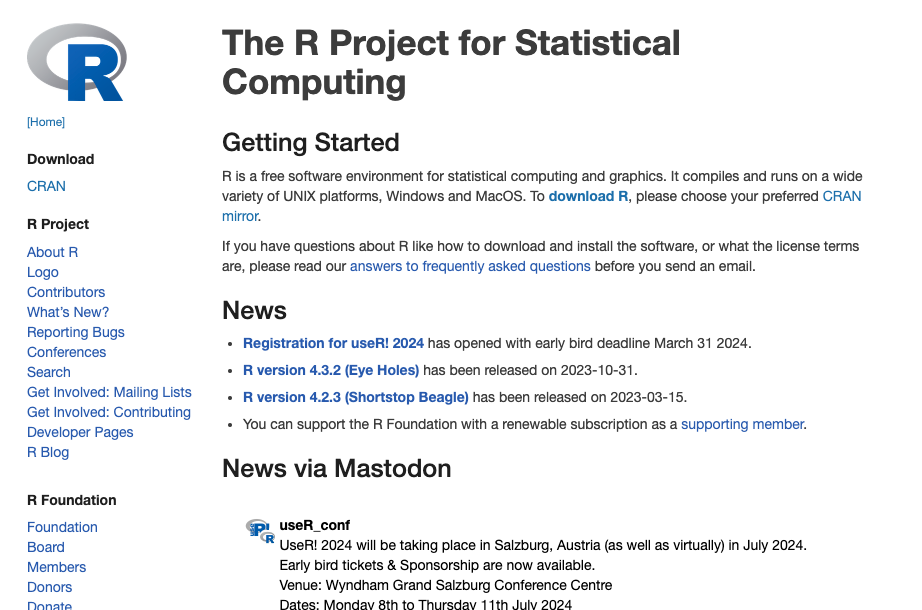 R
[Home]
Download
CRAN
R Project
About R
Logo
Contributors
What's New?
Reporting Bugs
Conferences
Search
Get Involved: Mailing Lists
Get Involved: Contributing
Developer Pages
R Blog
R Foundation
Foundation
Board
Members
Donors
Donate
The R Project for Statistical
Computing
Getting Started
R is a free software environment for statistical computing and graphics. It compiles and runs on a wide
variety of UNIX platforms, Windows and MacOS. To download R, please choose your preferred CRAN
mirror.
If you have questions about R like how to download and install the software, or what the license terms
are, please read our answers to frequently asked questions before you send an email.
News
• Registration for useR! 2024 has opened with early bird deadline March 31 2024.
• R version 4.3.2 (Eye Holes) has been released on 2023-10-31.
• R version 4.2.3 (Shortstop Beagle) has been released on 2023-03-15.
• You can support the R Foundation with a renewable subscription as a supporting member.
News via Mastodon
useR_conf
UseR! 2024 will be taking place in Salzburg, Austria (as well as virtually) in July 2024.
Early bird tickets & Sponsorship are now available.
Venue: Wyndham Grand Salzburg Conference Centre
Dates: Monday 8th to Thursday 11th July 2024